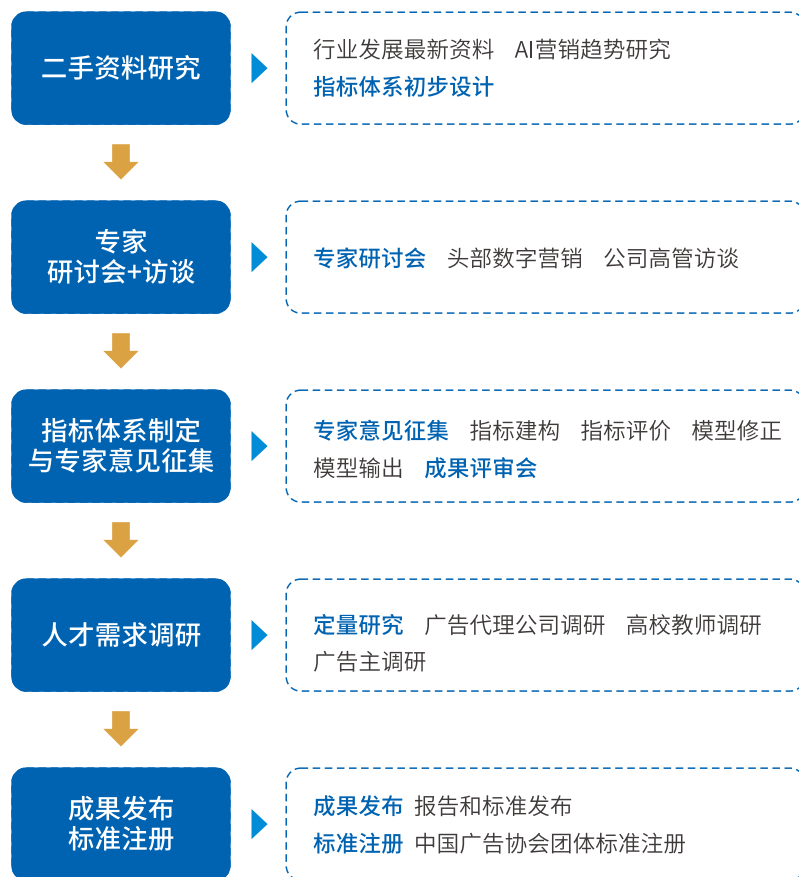 二手资料研究
行业发展最新资料 AI营销趋势研究
指标体系初步设计
专家
研讨会+访谈
专家研讨会 头部数字营销 公司高管访谈
指标体系制定
与专家意见征集
专家意见征集 指标建构 指标评价 模型修正
模型输出 成果评审会
人才需求调研
定量研究 广告代理公司调研 高校教师调研
广告主调研
成果发布
标准注册
成果发布 报告和标准发布
标准注册 中国广告协会团体标准注册